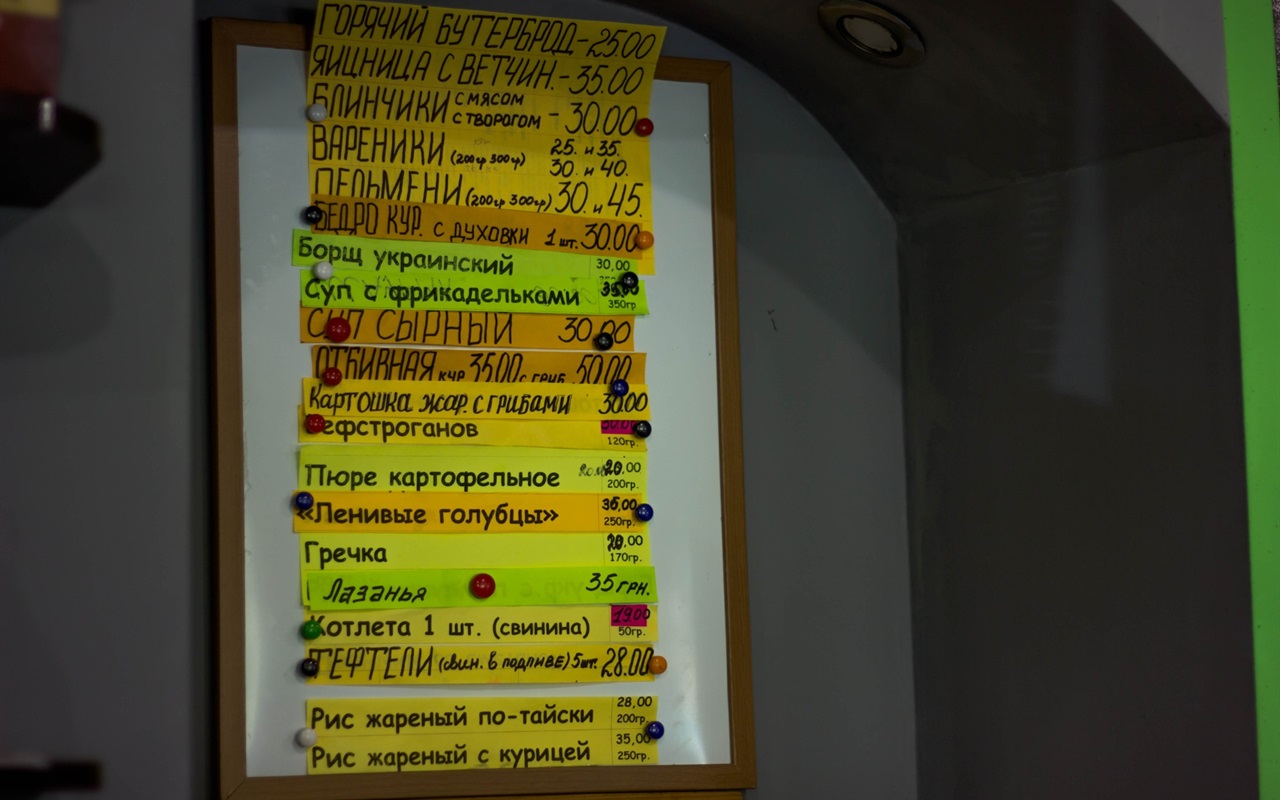 ГОРЯЧИЙ БУТЕРБРОД-25.00
ЯИЦНИЦА С ВЕТЧИН.-35.00
БЛИНЧИКИ С МЯСОМ
С ТВОРОГОМ - 30.00
ВАРЕНИКИ (200гр 300гр) 25. и 35.
30. и 40.
ПЕЛЬМЕНИ (200гр 300гр) 30. и 45.
БЕДРО КУР. С ДУХОВКИ 1 шт. 30.00
Борщ украинский 30,00
Суп с фрикадельками 35,00
350гр
СУП СЫРНЫЙ 30.00
ОТБИВНАЯ КУР 35.00 С ГРИБ. 50.00
Картошка жар. с грибами 30.00
ефстроганов
120гр.
Пюре картофельное 20,00
200гр.
«Ленивые голубцы» 35,00
250гр.
Гречка 20,00
170гр.
Лазанья 35 ГРН.
Котлета 1 шт. (свинина) 19.00
50гр.
ТЕФТЕЛИ (свин. в подливе) 5шт. 28.00
Рис жареный по-тайски 28,00
200гр.
Рис жареный с курицей 35,00
250гр.